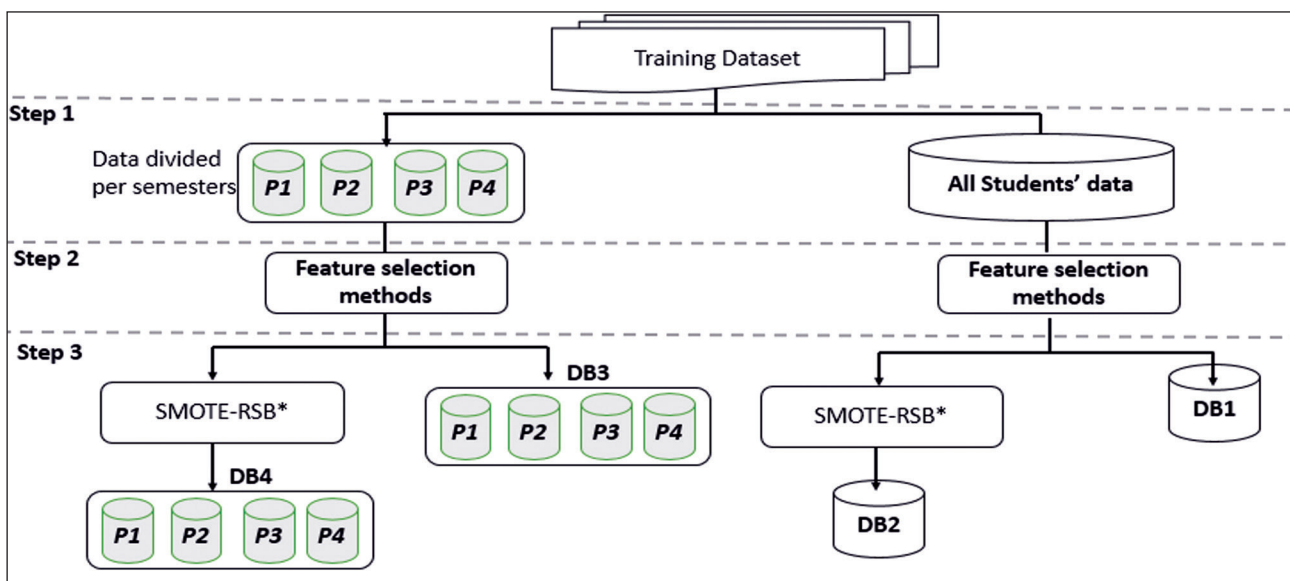 Training Dataset
Step 1
Data divided
per semesters
P1 P2 P3 P4
All Students' data
Step 2
Feature selection
methods
Feature selection
methods
Step 3
SMOTE-RSB*
DB3
P1 P2 P3 P4
SMOTE-RSB*
DB1
DB4
P1 P2 P3 P4
DB2